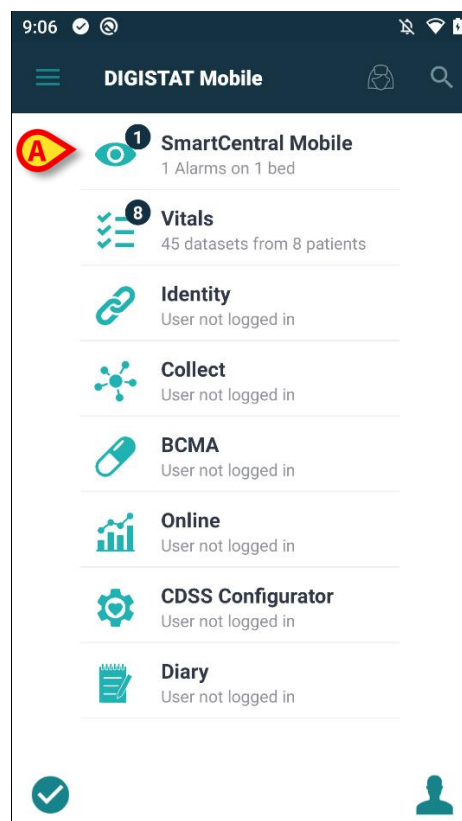 9:06
DIGISTAT Mobile
A
1
SmartCentral Mobile
1 Alarms on 1 bed
8
Vitals
45 datasets from 8 patients
Identity
User not logged in
Collect
User not logged in
BCMA
User not logged in
Online
User not logged in
CDSS Configurator
User not logged in
Diary
User not logged in